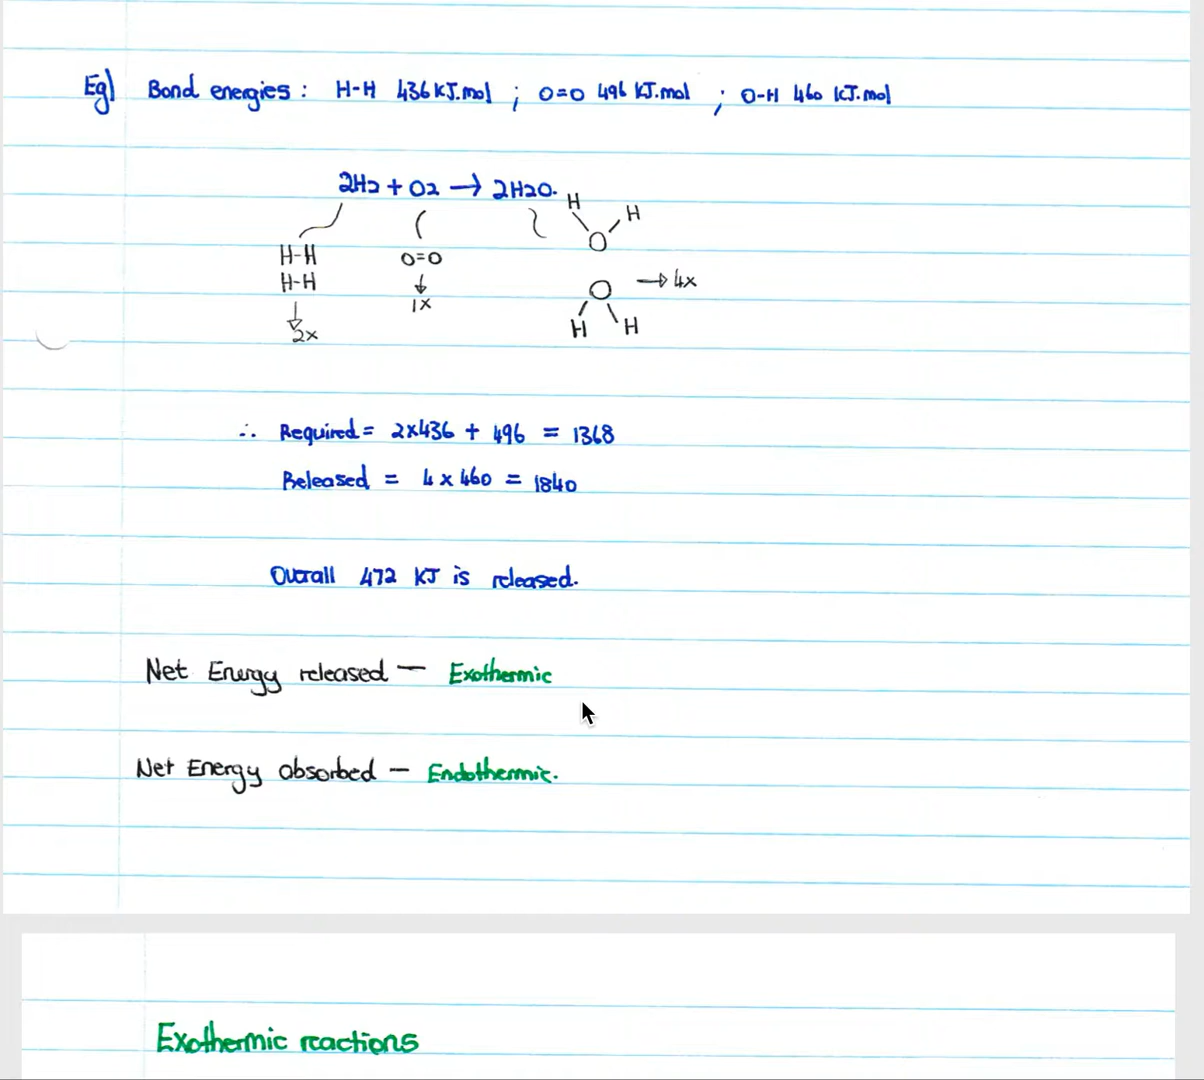 Eg) Bond energies : H-H 436 KJ.mol ; O=O 496 KJ.mol ; O-H 460 KJ.mol
2H2 + O2 → 2H2O.
H
H
H-H O=O O
H-H ↓ O → 4x
↓ 1x
2x H H
∴ Required = 2x436 + 496 = 1368
Released = 4 x 460 = 1840
Overall 472 KJ is released.
Net Energy released — Exothermic
Net Energy absorbed — Endothermic.
Exothermic reactions